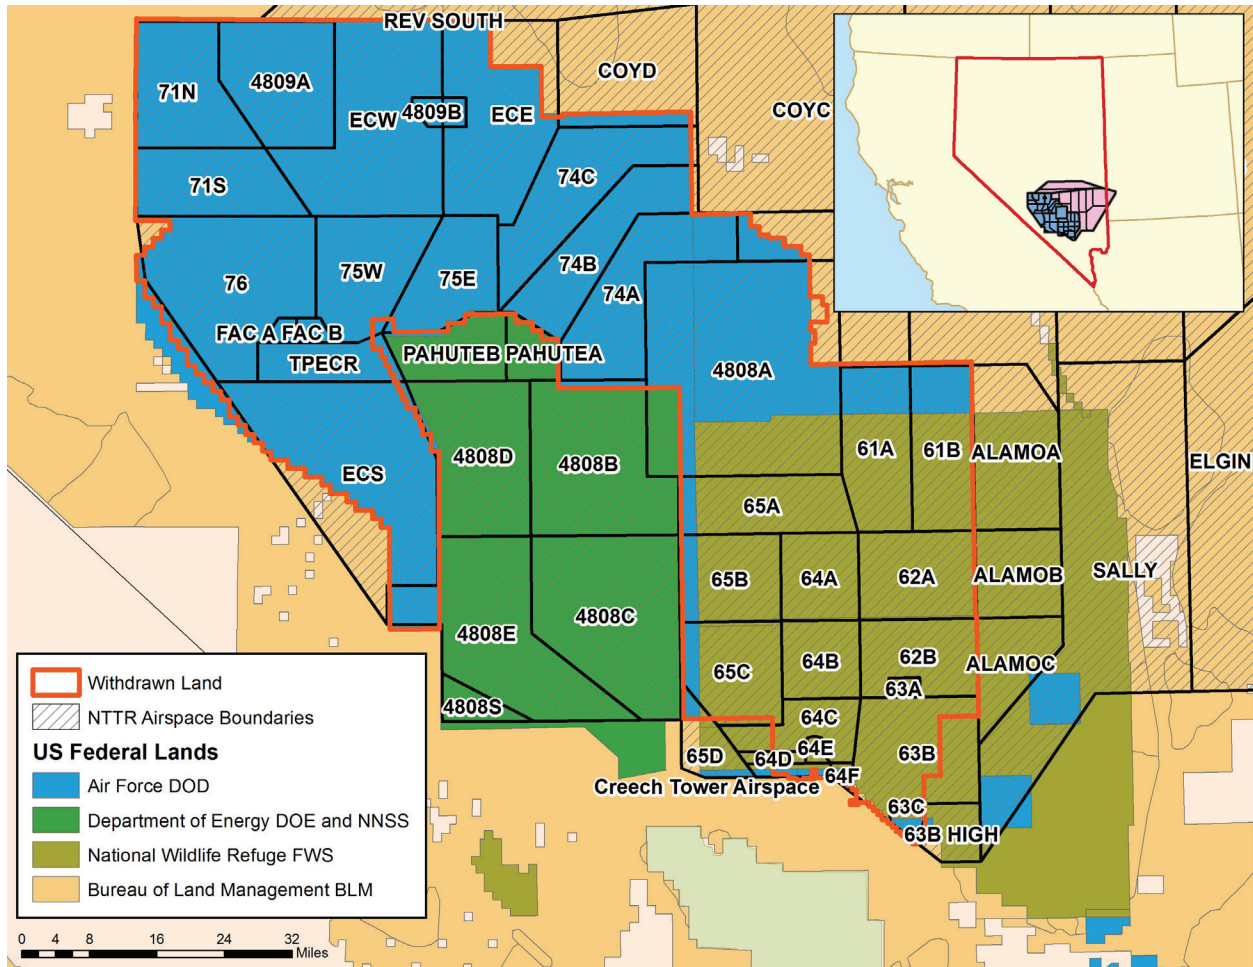 REV SOUTH
COYD
71N
4809A
COYC
4809B
ECW
ECE
71S
74C
76
75W
75E
74B
74A
FAC A
FAC B
PAHUTEB
PAHUTEA
TPECR
4808A
61A
61B
ALAMOA
ELGIN
4808D
4808B
ECS
65A
65B
64A
62A
ALAMOB
SALLY
4808E
4808C
65C
64B
62B
ALAMOC
63A
4808S
64C
65D
64D
64E
63B
64F
Creech Tower Airspace
63C
63B HIGH
Withdrawn Land
NTTR Airspace Boundaries
US Federal Lands
Air Force DOD
Department of Energy DOE and NNSS
National Wildlife Refuge FWS
Bureau of Land Management BLM
0 4 8 16 24 32
Miles